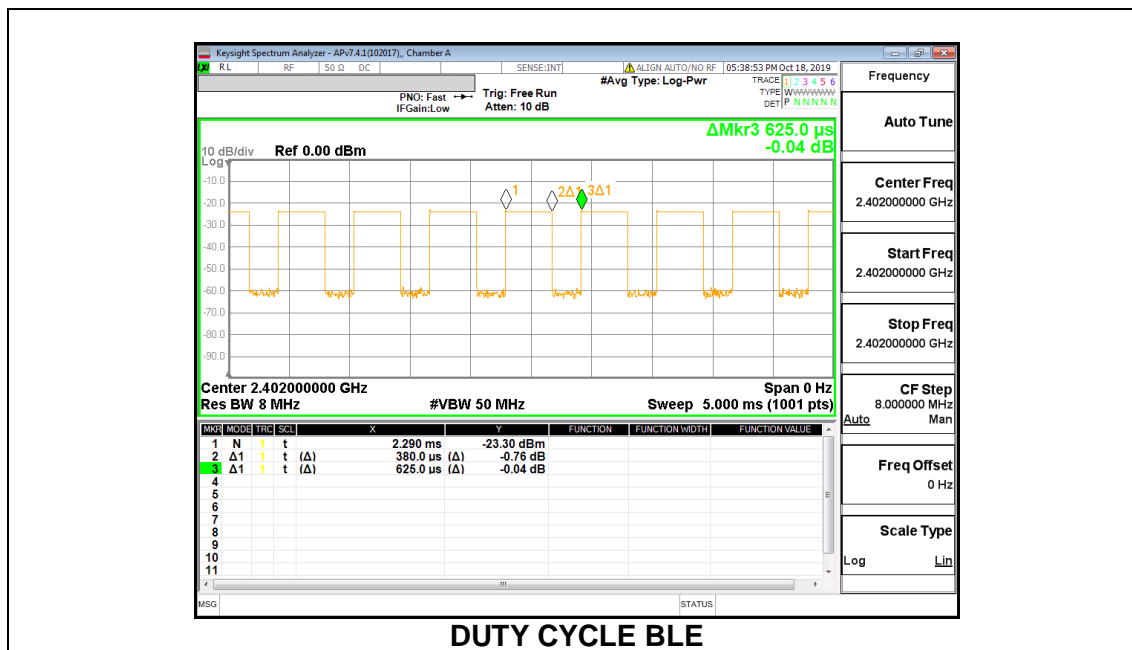 Keysight Spectrum Analyzer - APv7.4.1(102017),, Chamber A
LXI RL RF 50 Ω DC SENSE:INT ALIGN AUTO/NO RF 05:38:53 PM Oct 18, 2019
#Avg Type: Log-Pwr
TRACE 1 2 3 4 5 6
TYPE WWWWWWW
DET P N N N N N
PNO: Fast
IFGain:Low
Trig: Free Run
Atten: 10 dB
Frequency
ΔMkr3 625.0 µs
-0.04 dB
10 dB/div Ref 0.00 dBm
Log
-10.0
-20.0
-30.0
-40.0
-50.0
-60.0
-70.0
-80.0
-90.0
1 2Δ1 3Δ1
Center 2.402000000 GHz Span 0 Hz
Res BW 8 MHz #VBW 50 MHz Sweep 5.000 ms (1001 pts)
MKR MODE TRC SCL X Y FUNCTION FUNCTION WIDTH FUNCTION VALUE
1 N 1 t 2.290 ms -23.30 dBm
2 Δ1 1 t (Δ) 380.0 µs (Δ) -0.76 dB
3 Δ1 1 t (Δ) 625.0 µs (Δ) -0.04 dB
4
5
6
7
8
9
10
11
Auto Tune
Center Freq
2.402000000 GHz
Start Freq
2.402000000 GHz
Stop Freq
2.402000000 GHz
CF Step
8.000000 MHz
Auto Man
Freq Offset
0 Hz
Scale Type
Log Lin
MSG STATUS
DUTY CYCLE BLE